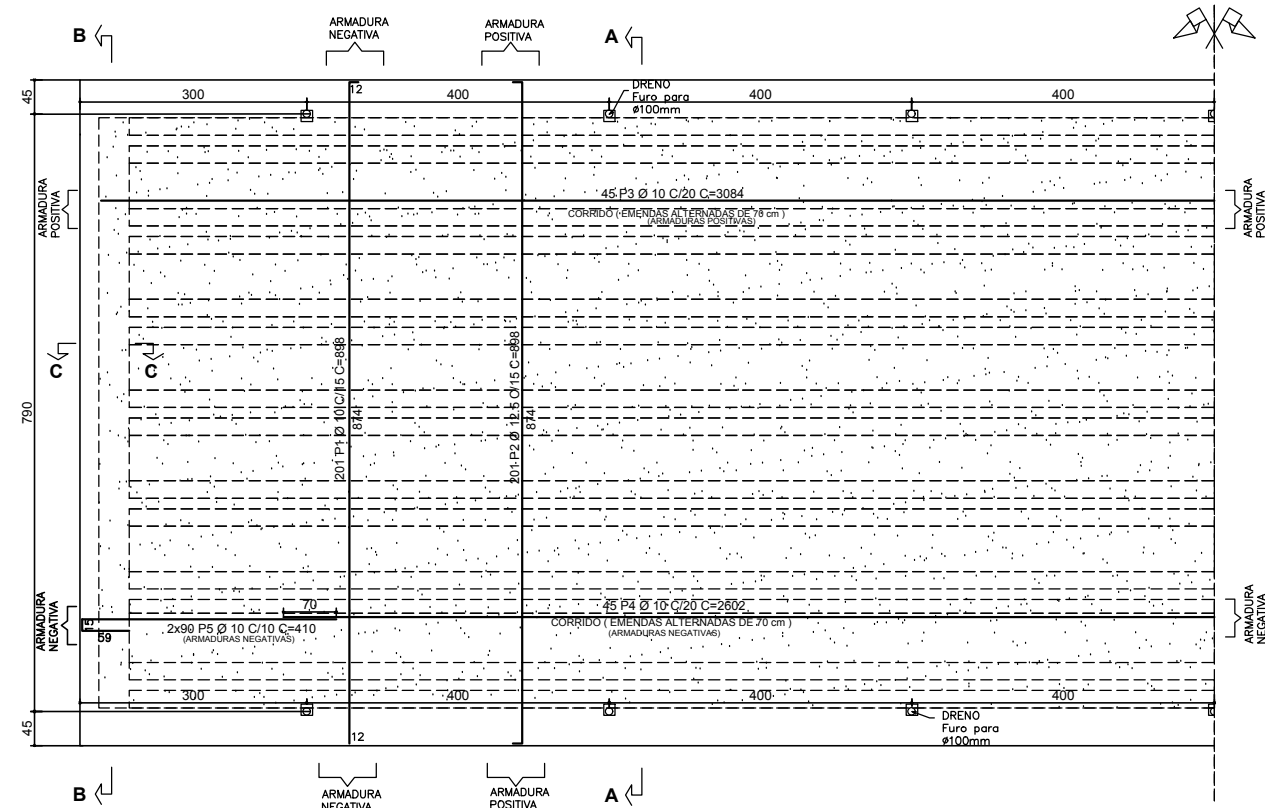 ARMADURA
NEGATIVA
ARMADURA
POSITIVA
B
A
45
300
12
400
DRENO
Furo para
ø100mm
400
400
ARMADURA
POSITIVA
45 P3 Ø 10 C/20 C=3084
CORRIDO ( EMENDAS ALTERNADAS DE 70 cm )
(ARMADURAS POSITIVAS)
ARMADURA
POSITIVA
C
C
790
201 P1 Ø 10 C/15 C=898
874
201 P2 Ø 12.5 C/15 C=898
874
ARMADURA
NEGATIVA
15
59
70
2x90 P5 Ø 10 C/10 C=410
(ARMADURAS NEGATIVAS)
45 P4 Ø 10 C/20 C=2602
CORRIDO ( EMENDAS ALTERNADAS DE 70 cm )
(ARMADURAS NEGATIVAS)
ARMADURA
NEGATIVA
300
400
400
400
45
12
DRENO
Furo para
ø100mm
B
ARMADURA
NEGATIVA
ARMADURA
POSITIVA
A